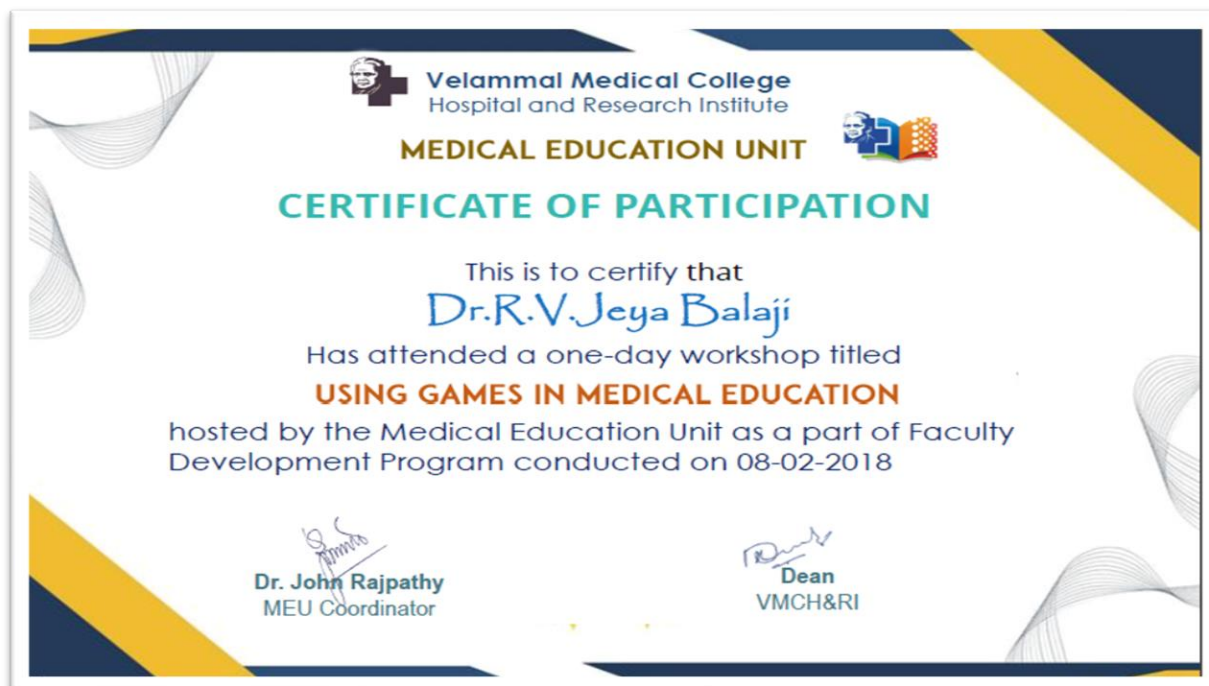 Velammal Medical College
Hospital and Research Institute
MEDICAL EDUCATION UNIT
CERTIFICATE OF PARTICIPATION
This is to certify that
Dr.R.V.Jeya Balaji
Has attended a one-day workshop titled
USING GAMES IN MEDICAL EDUCATION
hosted by the Medical Education Unit as a part of Faculty
Development Program conducted on 08-02-2018
Dr. John Rajpathy
MEU Coordinator
Dean
VMCH&RI